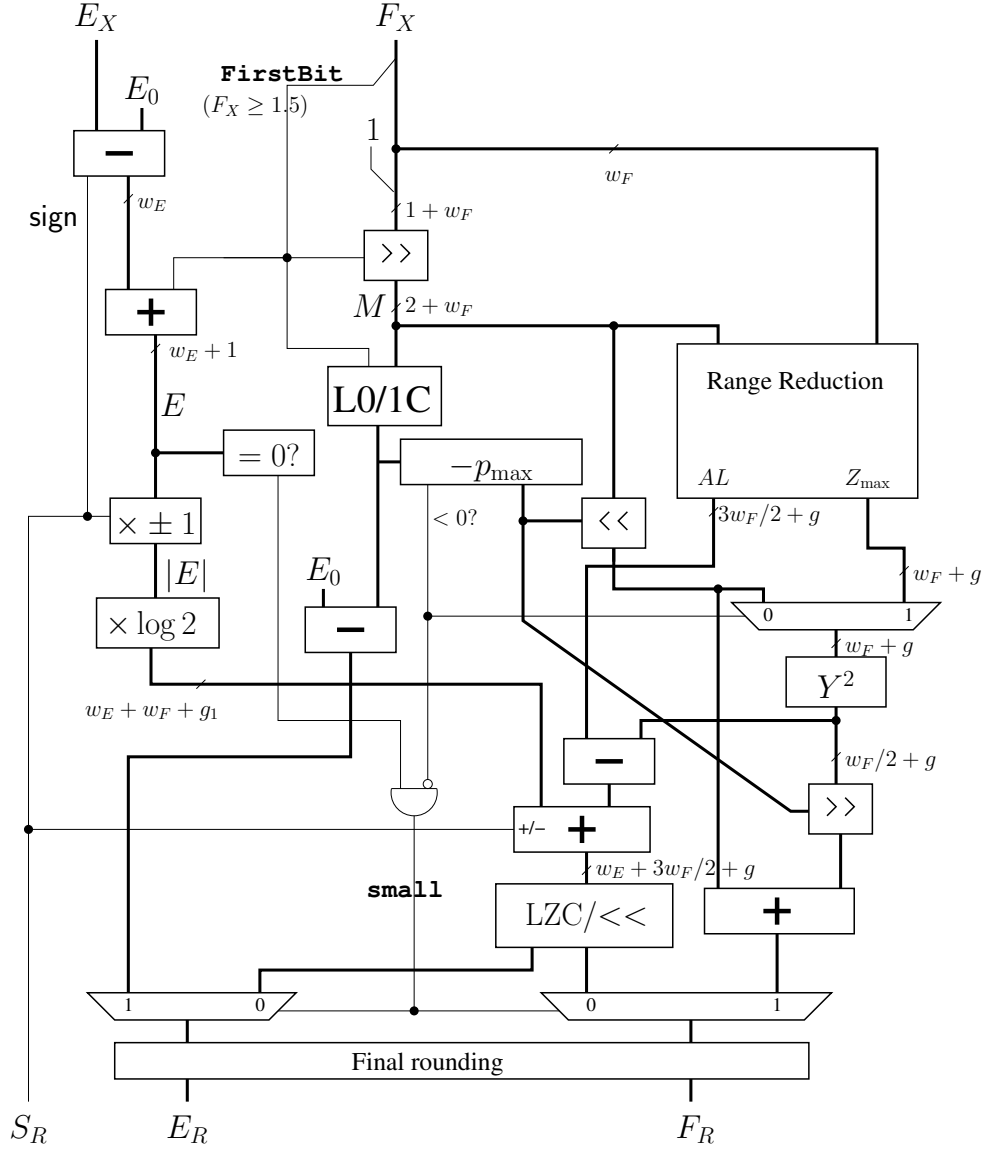 E_X
F_X
FirstBit
(F_X ≥ 1.5)
E_0
1
−
w_F
w_E
sign
1 + w_F
>>
M
2 + w_F
+
w_E + 1
Range Reduction
L0/1C
E
= 0?
−p_max
AL
Z_max
× ± 1
< 0?
<<
3w_F/2 + g
|E|
E_0
w_F + g
× log 2
−
0
1
w_F + g
Y^2
w_E + w_F + g_1
−
w_F/2 + g
>>
+/−
+
w_E + 3w_F/2 + g
small
LZC/<<
+
1
0
0
1
Final rounding
S_R
E_R
F_R